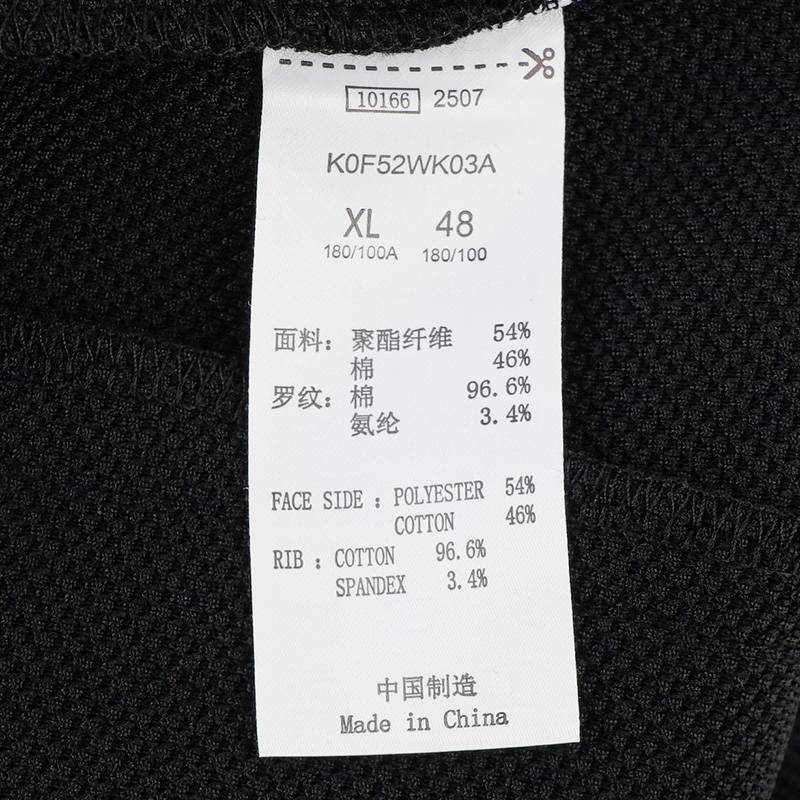 10166 2507
K0F52WK03A
XL 48
180/100A 180/100
面料: 聚酯纤维 54%
棉 46%
罗纹: 棉 96.6%
氨纶 3.4%
FACE SIDE : POLYESTER 54%
COTTON 46%
RIB : COTTON 96.6%
SPANDEX 3.4%
中国制造
Made in China